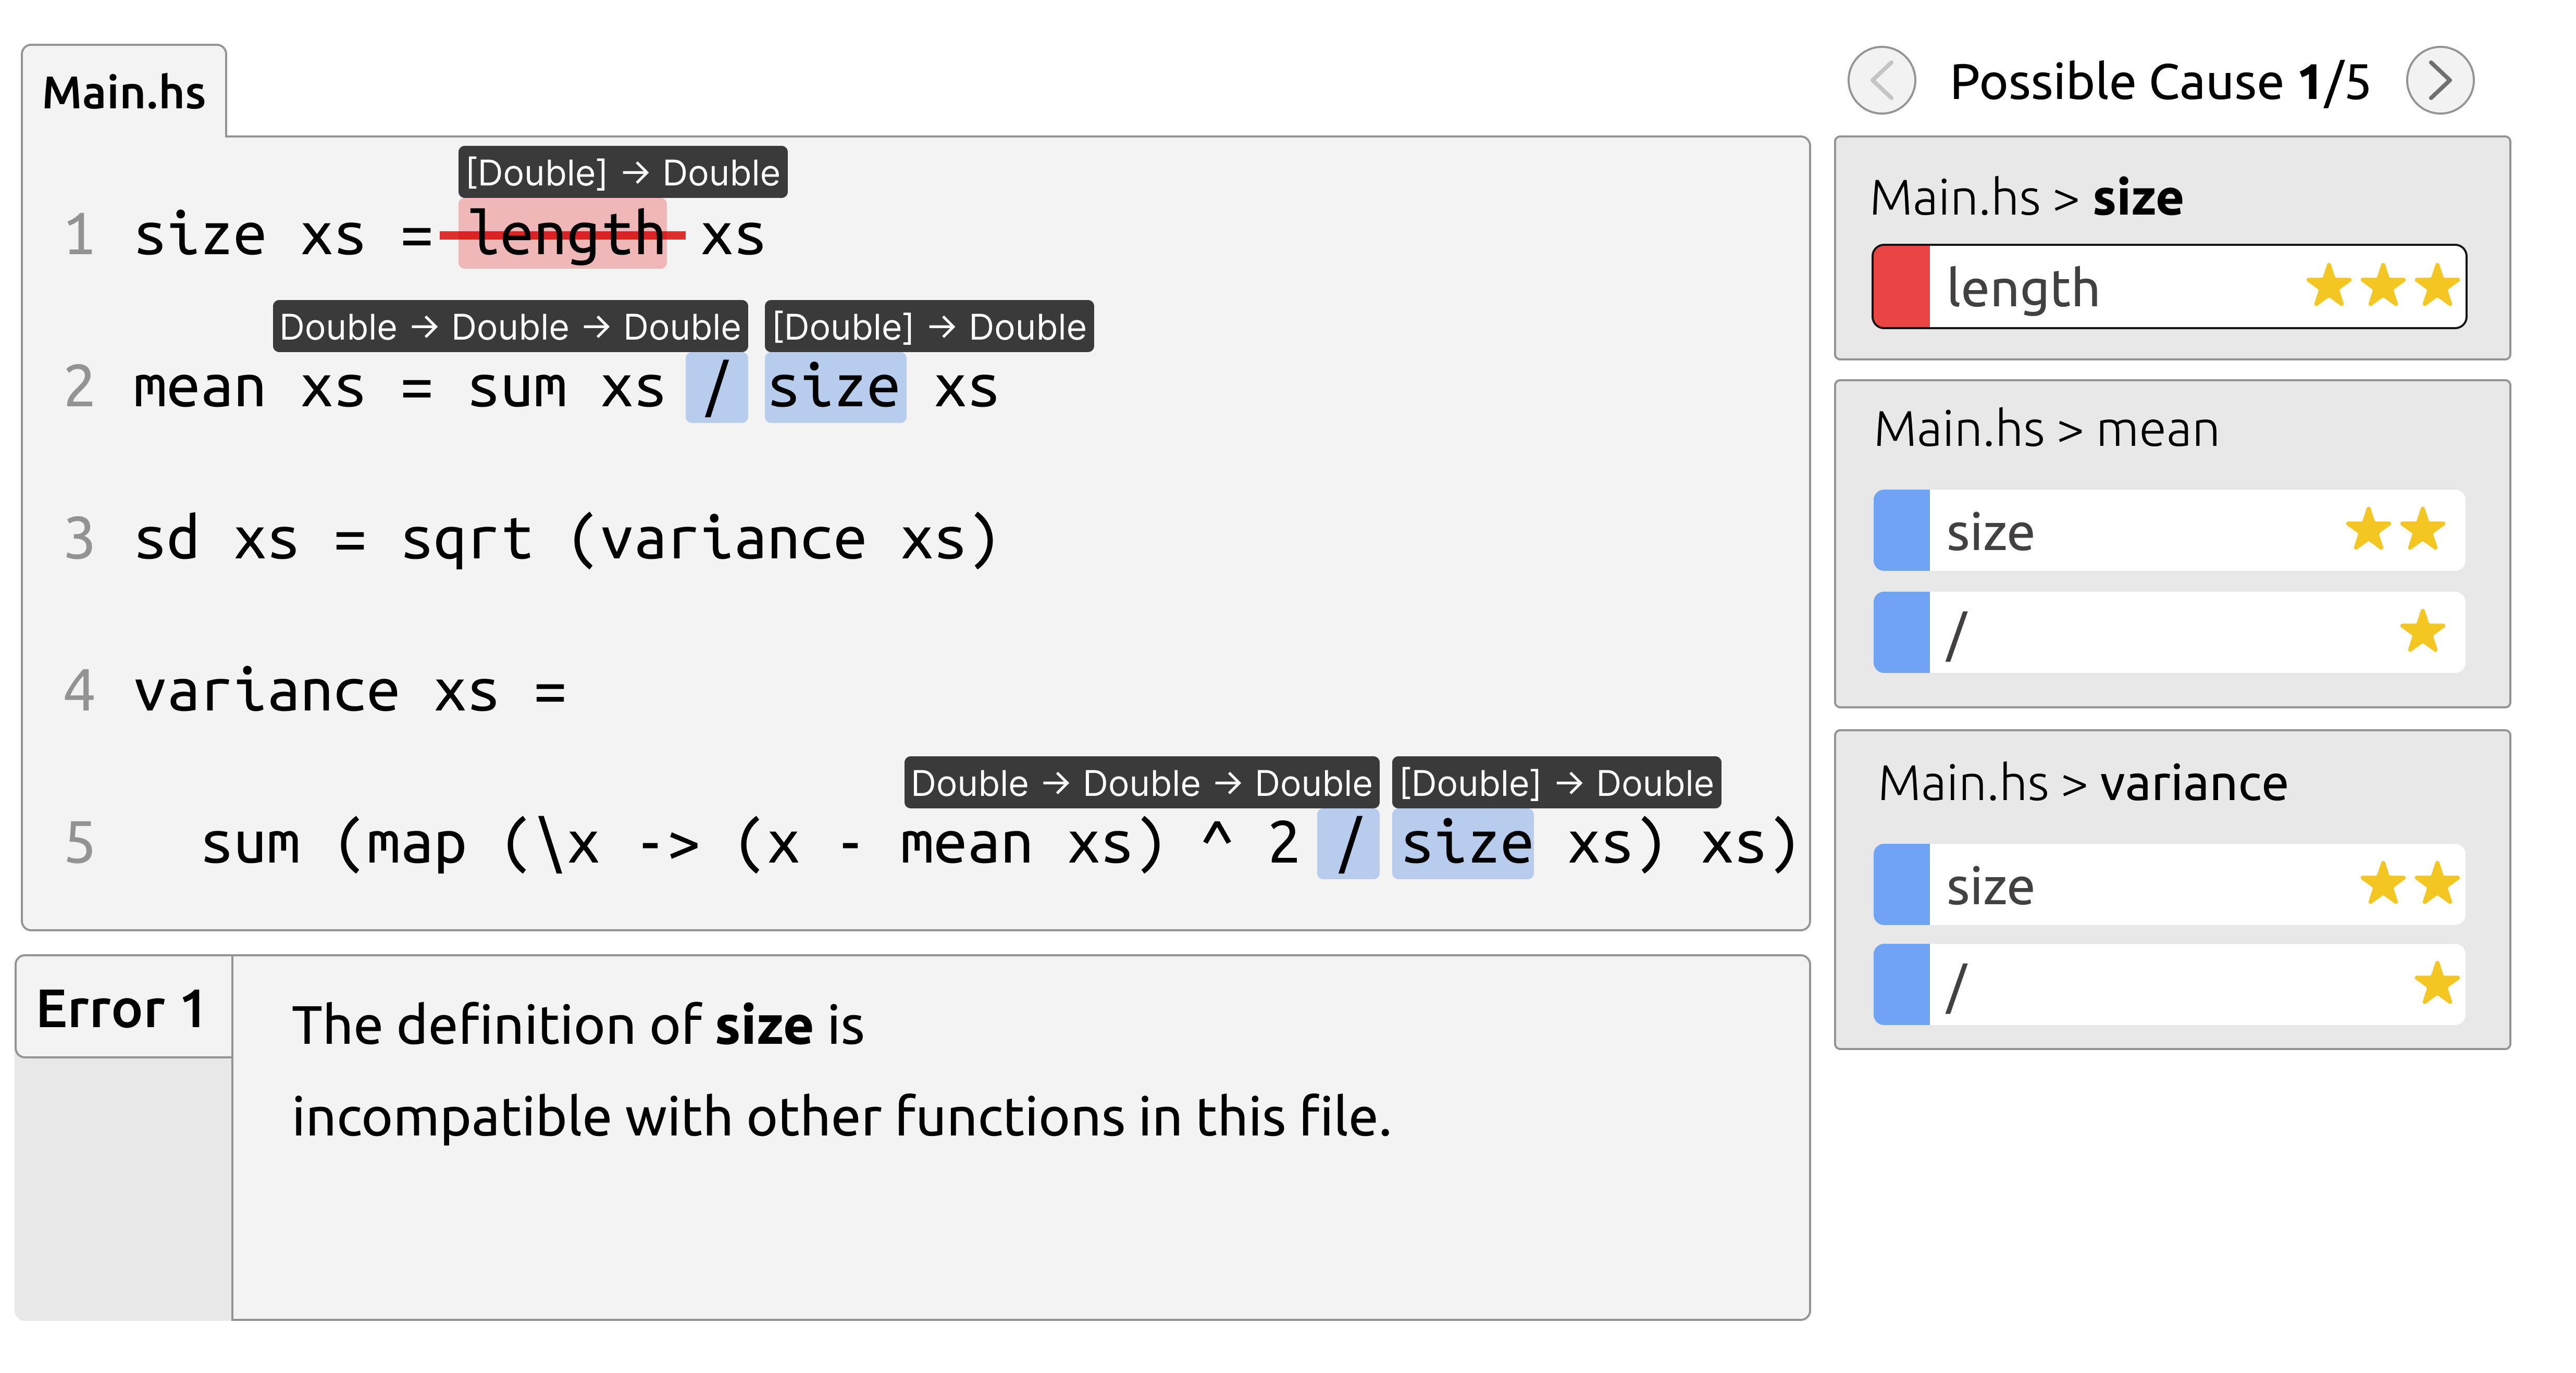 Main.hs
[Double] → Double
1 size xs = length xs
Double → Double → Double [Double] → Double
2 mean xs = sum xs / size xs
3 sd xs = sqrt (variance xs)
4 variance xs =
Double → Double → Double [Double] → Double
5 sum (map (\x -> (x - mean xs) ^ 2 / size xs) xs)
Error 1
The definition of size is
incompatible with other functions in this file.
Possible Cause 1/5
Main.hs > size
length
Main.hs > mean
size
/
Main.hs > variance
size
/